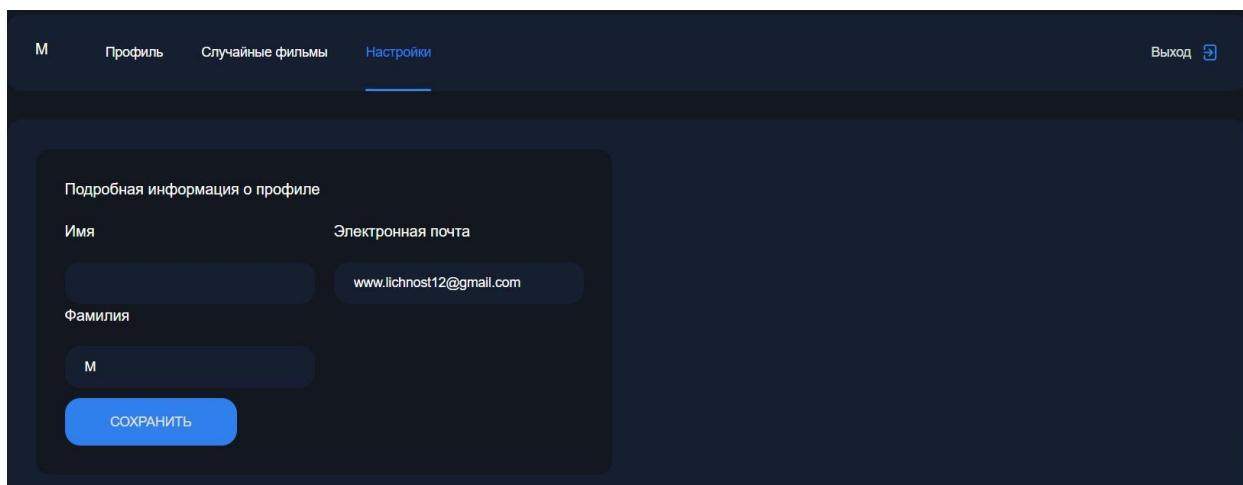 М Профиль Случайные фильмы Настройки Выход
Подробная информация о профиле
Имя Электронная почта
www.lichnost12@gmail.com
Фамилия
М
СОХРАНИТЬ